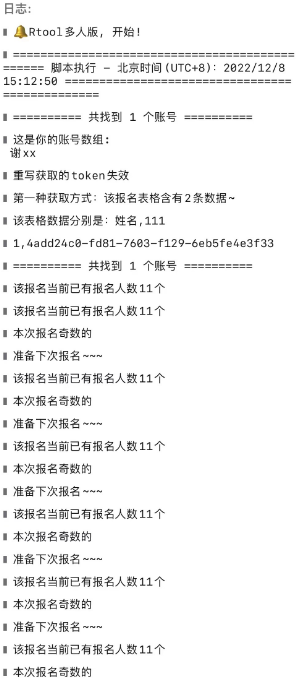 日志:
🔔Rtool多人版, 开始!
=========================================
====== 脚本执行 - 北京时间(UTC+8): 2022/12/8
15:12:50 =================================
==============
========== 共找到 1 个账号 ==========
这是你的账号数组:
谢xx
重写获取的token失效
第一种获取方式: 该报名表格含有2条数据~
该表格数据分别是: 姓名,111
1,4add24c0-fd81-7603-f129-6eb5fe4e3f33
========== 共找到 1 个账号 ==========
该报名当前已有报名人数11个
该报名当前已有报名人数11个
本次报名奇数的
准备下次报名~~~
该报名当前已有报名人数11个
本次报名奇数的
准备下次报名~~~
该报名当前已有报名人数11个
本次报名奇数的
准备下次报名~~~
该报名当前已有报名人数11个
本次报名奇数的
准备下次报名~~~
该报名当前已有报名人数11个
本次报名奇数的
准备下次报名~~~
该报名当前已有报名人数11个
本次报名奇数的